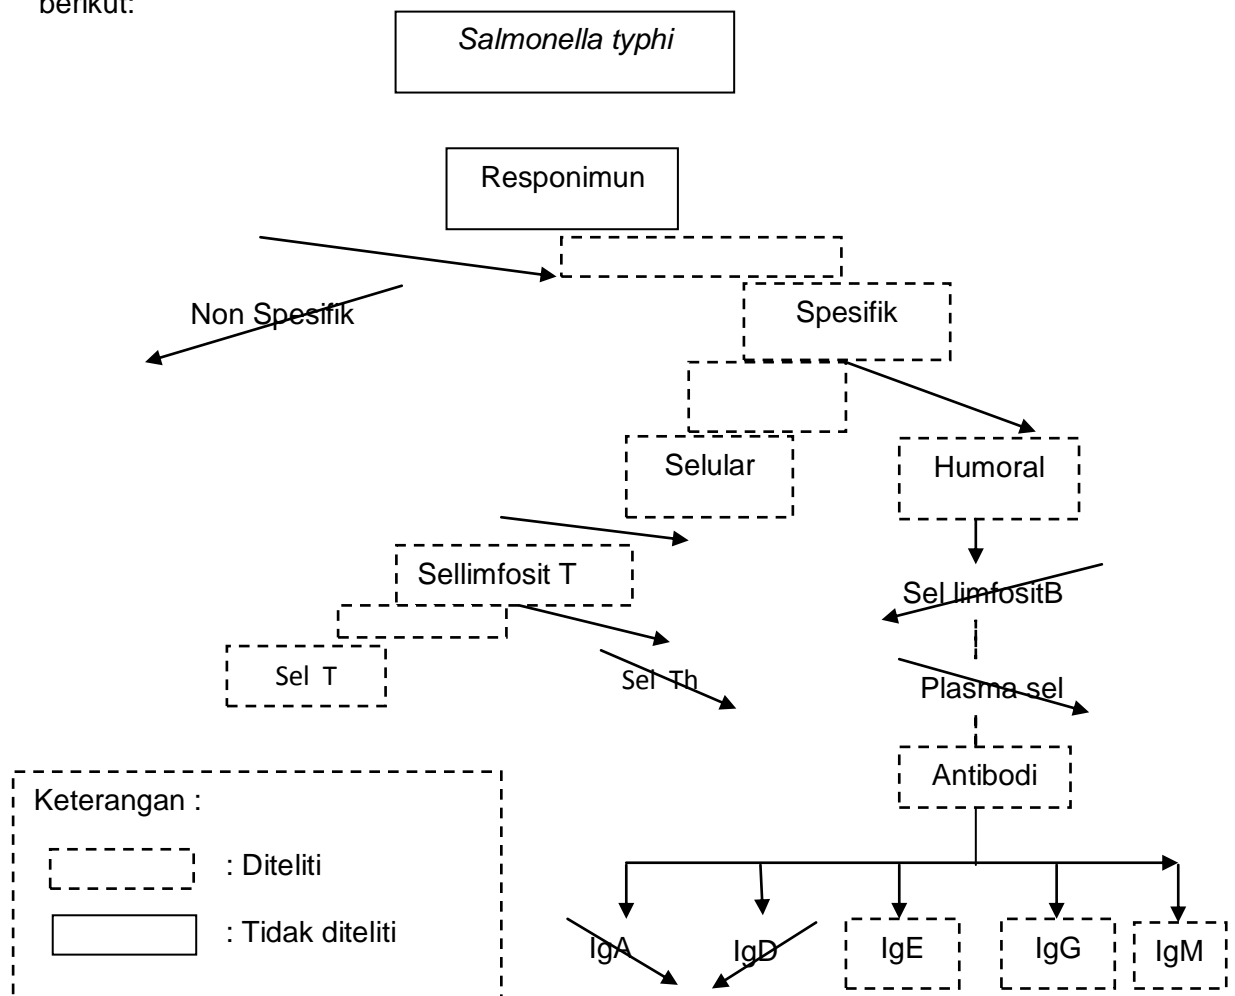 berikut:
Salmonella typhi
Responimun
Non Spesifik
Spesifik
Selular
Humoral
Sellimfosit T
Sel limfositB
Sel T
Sel Th
Plasma sel
Antibodi
Keterangan :
: Diteliti
: Tidak diteliti
IgA
IgD
IgE
IgG
IgM